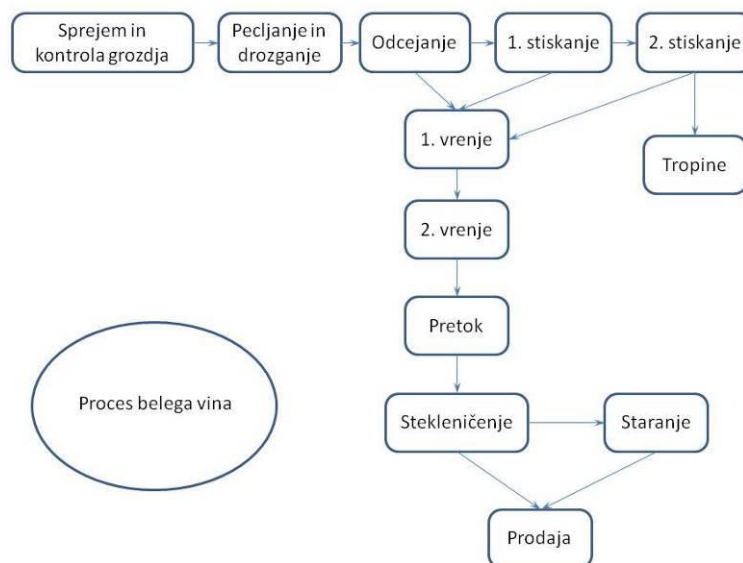 Sprejem in
kontrola grozdja
Pecljanje in
drozganje
Odcejanje
1. stiskanje
2. stiskanje
1. vrenje
Tropine
2. vrenje
Pretok
Proces belega vina
Stekleničenje
Staranje
Prodaja